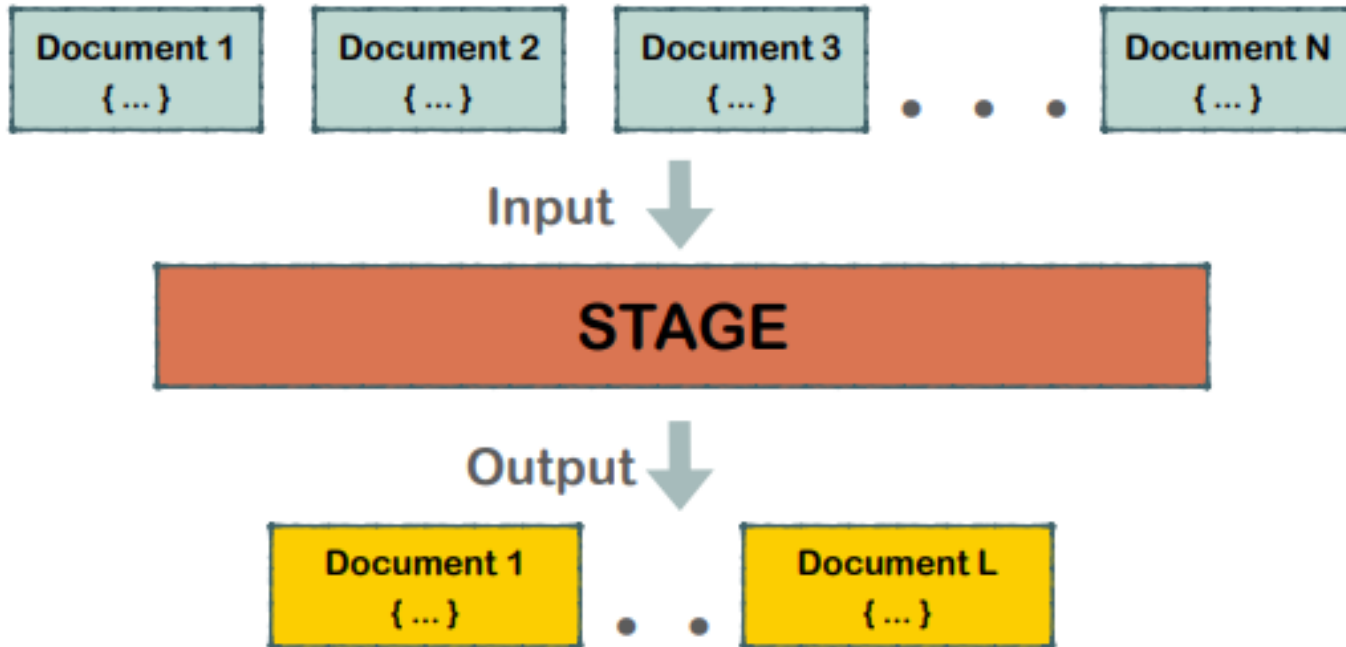 Document 1 Document 2 Document 3 Document N
{ ... } { ... } { ... } { ... }
Input
STAGE
Output
Document 1 Document L
{ ... } { ... }